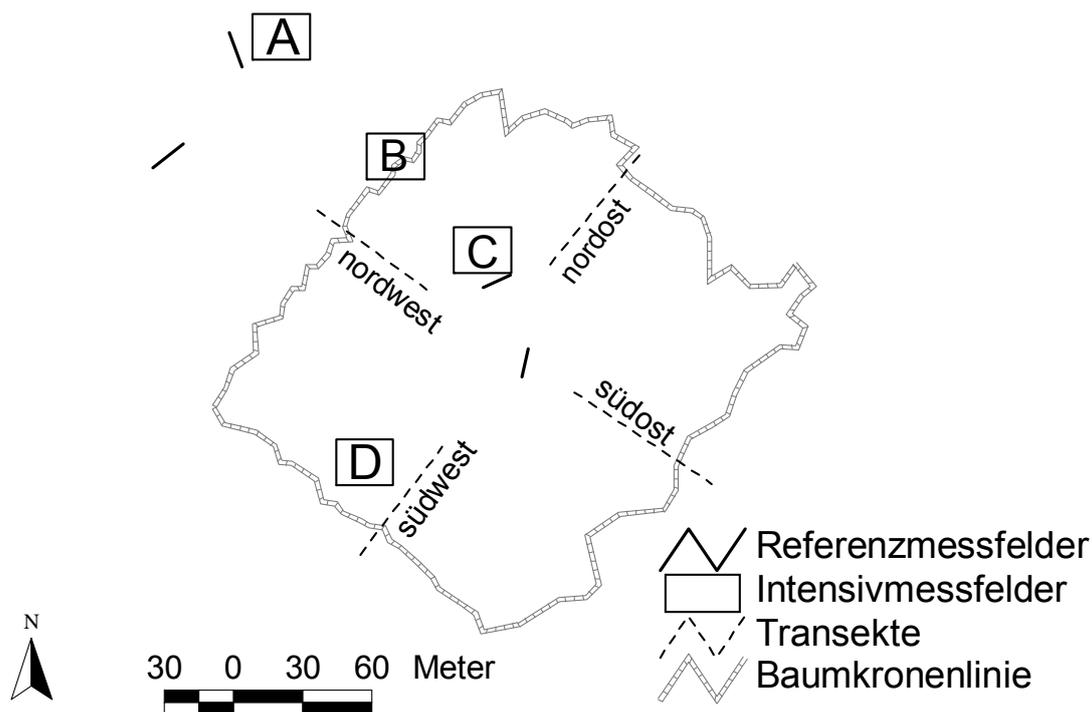 A
B
C
nordost
nordwest
südost
D
südwest
Referenzmessfelder
Intensivmessfelder
Transekte
Baumkronenlinie
N
30 0 30 60 Meter